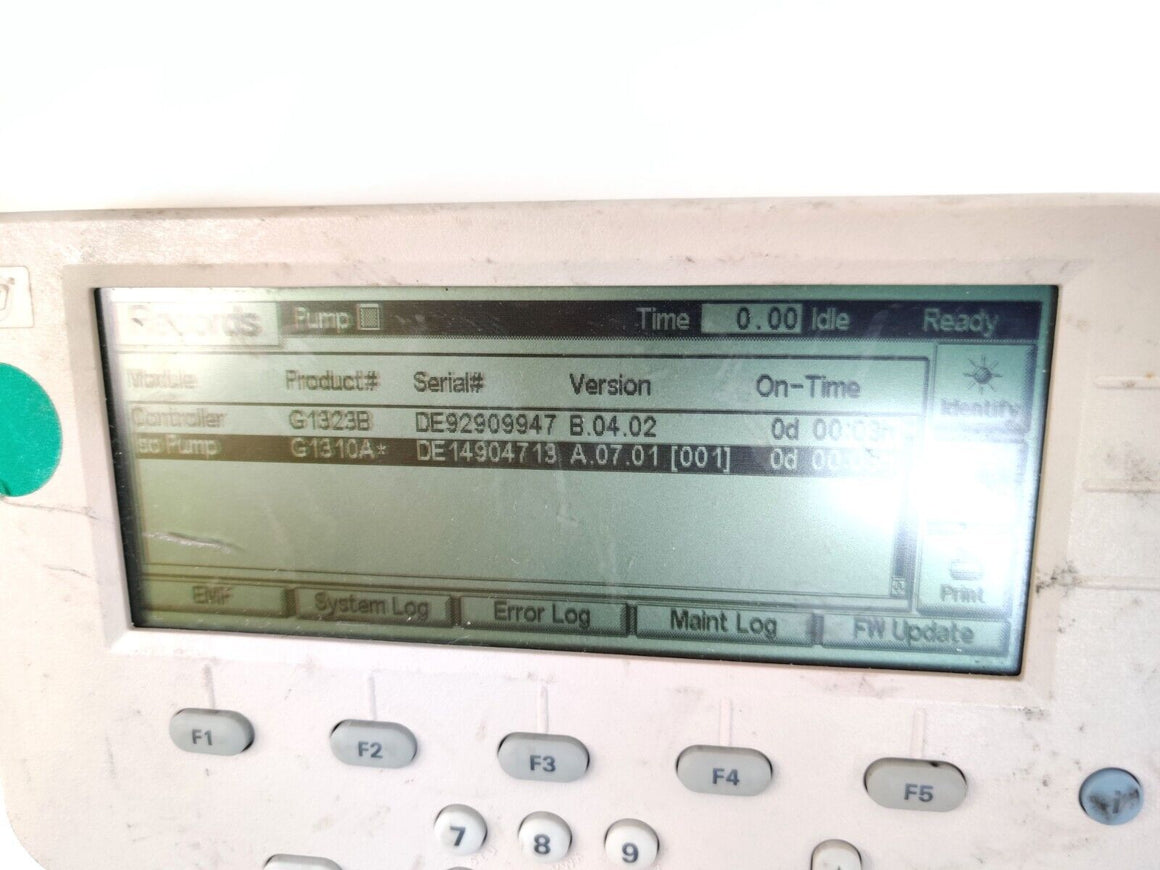 Records Pump Time 0.00 Idle Ready
Module Product# Serial# Version On-Time
Controller G1323B DE92909947 B.04.02 0d
Iso Pump G1310A* DE14904713 A.07.01 [001] 0d
Identify
Print
EMF System Log Error Log Maint Log FW Update
F1 F2 F3 F4 F5
i
7 8 9